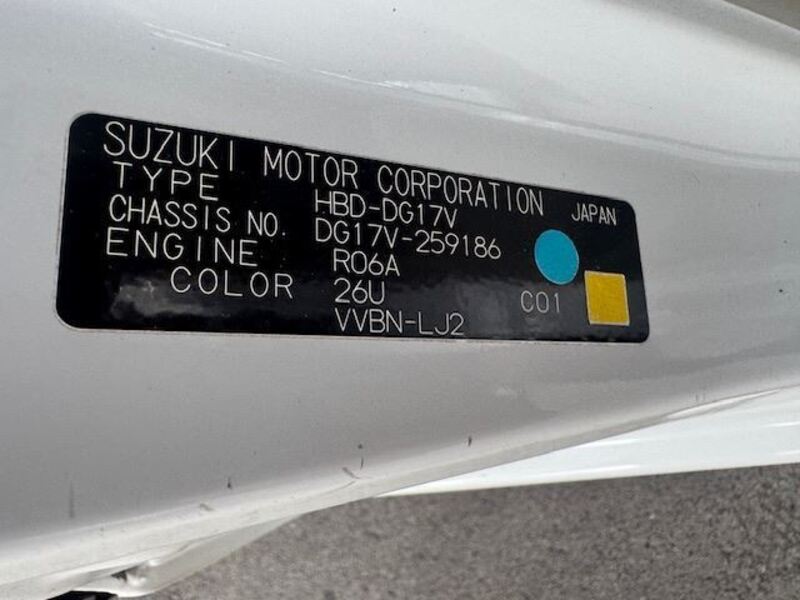 SUZUKI MOTOR CORPORATION JAPAN
TYPE HBD-DG17V
CHASSIS NO. DG17V-259186
ENGINE R06A
COLOR 26U C01
VVBN-LJ2